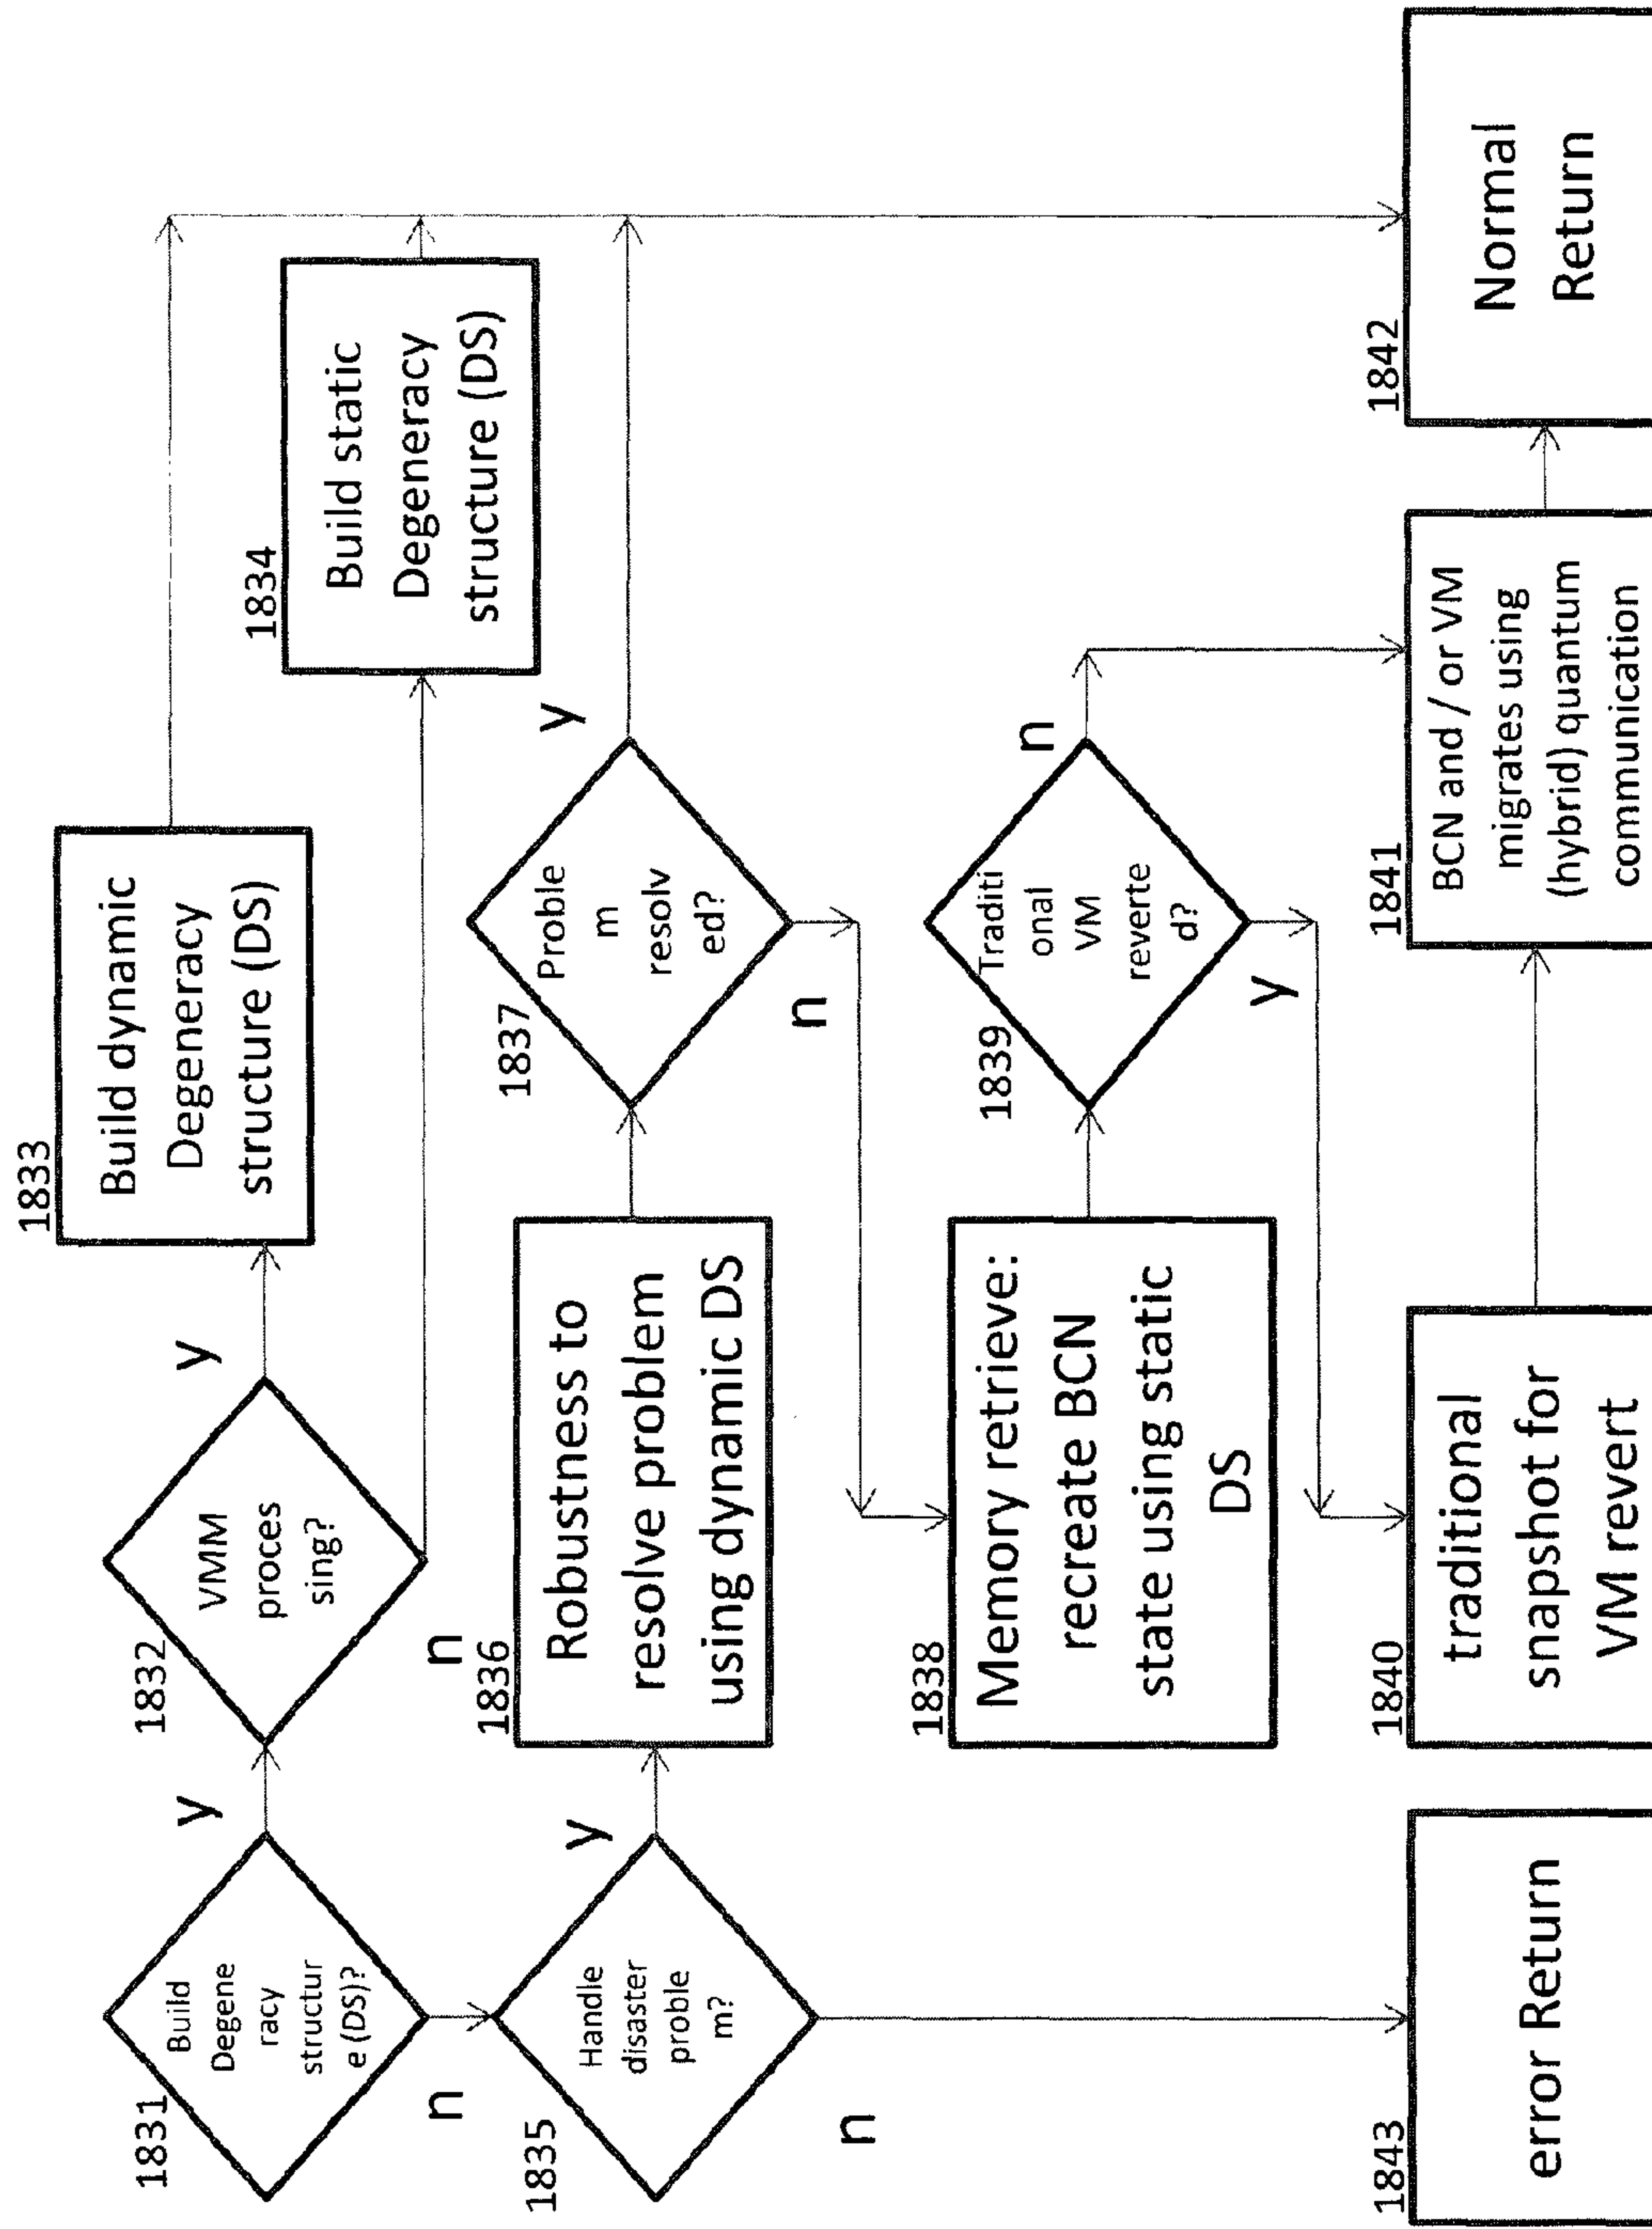 1831
Build
Degene
racy
structur
e (DS)?
y
n
1832
VMM
proces
sing?
y
n
1833
Build dynamic
Degeneracy
structure (DS)
1834
Build static
Degeneracy
structure (DS)
1835
Handle
disaster
proble
m?
y
n
1836
Robustness to
resolve problem
using dynamic DS
1837
Proble
m
resolv
ed?
y
n
1838
Memory retrieve:
recreate BCN
state using static
DS
1839
Traditi
onal
VM
reverte
d?
n
y
1843
error Return
1840
traditional
snapshot for
VM revert
1841
BCN and / or VM
migrates using
(hybrid) quantum
communication
1842
Normal
Return